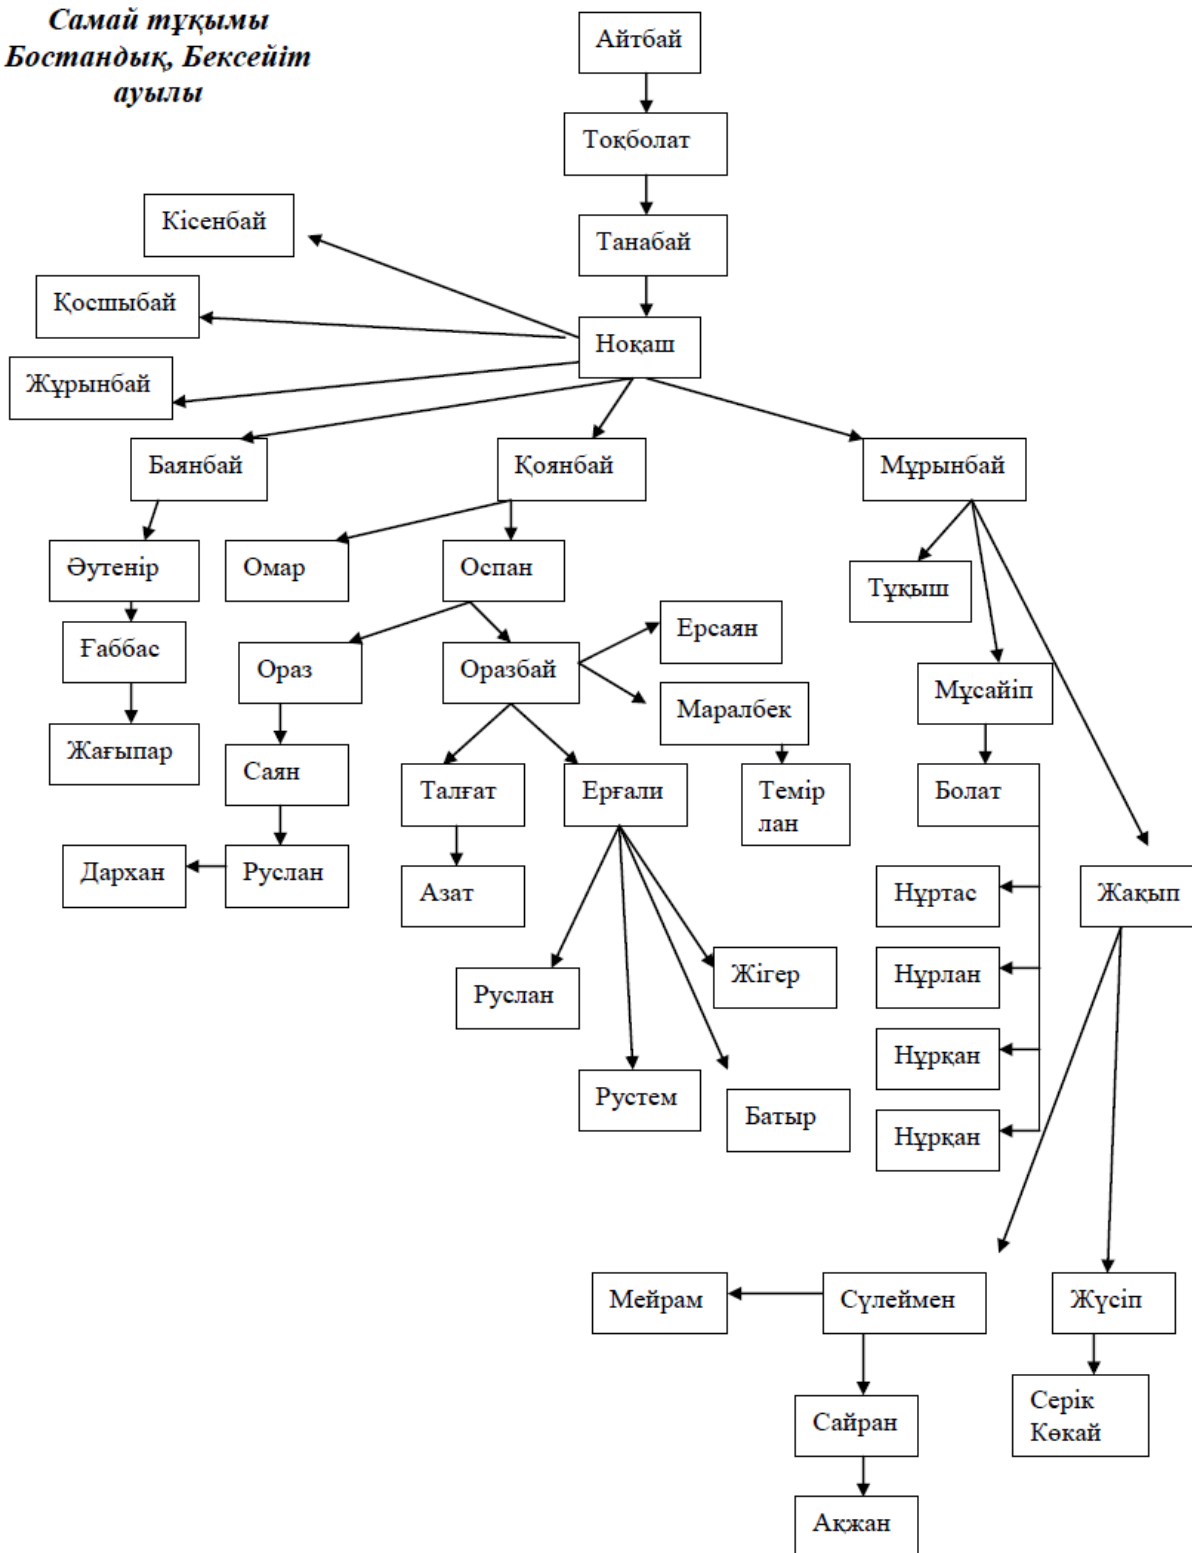 Самай тұқымы
Бостандық, Бексейіт
ауылы
Айтбай
Тоқболат
Кісенбай
Танабай
Қосшыбай
Ноқаш
Жұрынбай
Баянбай
Қоянбай
Мұрынбай
Әутенір
Омар
Оспан
Тұқыш
Ғаббас
Ораз
Оразбай
Ерсаян
Мұсайіп
Маралбек
Жағыпар
Саян
Талғат
Ерғали
Темір
лан
Болат
Дархан
Руслан
Азат
Нұртас
Жақып
Руслан
Жігер
Нұрлан
Нұрқан
Рустем
Батыр
Нұрқан
Мейрам
Сүлеймен
Жүсіп
Сайран
Серік
Көкай
Ақжан